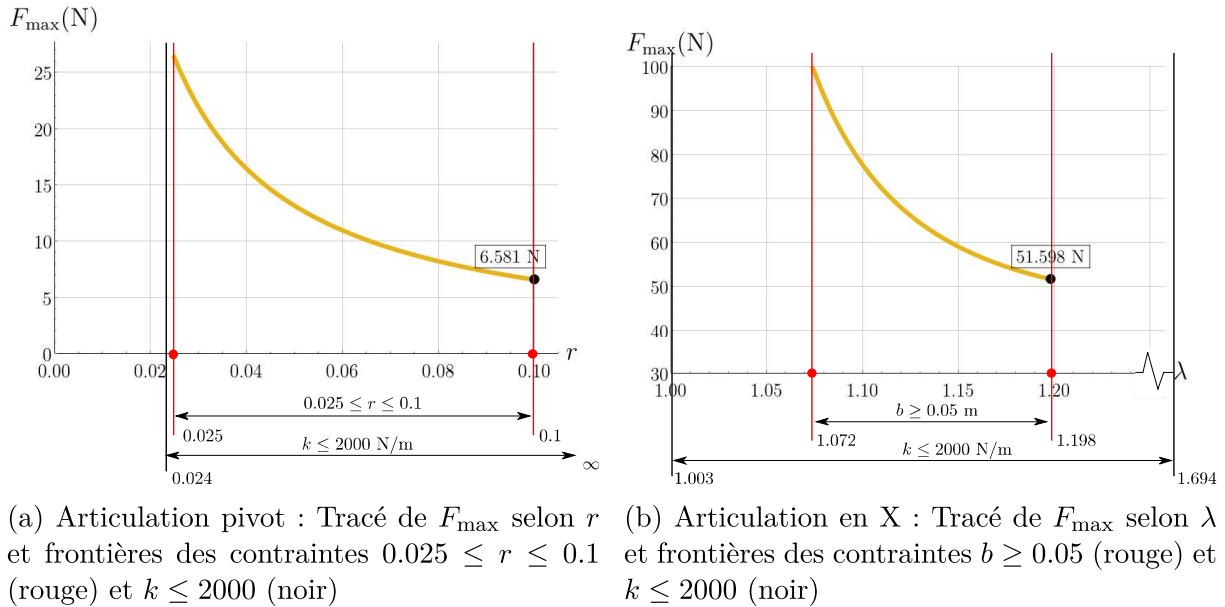 F_max(N)
25
20
15
10
5
0
6.581 N
0.00
0.02
0.04
0.06
0.08
0.10
r
0.025 ≤ r ≤ 0.1
0.025
0.1
k ≤ 2000 N/m
∞
0.024
(a) Articulation pivot : Tracé de F_max selon r
et frontières des contraintes 0.025 ≤ r ≤ 0.1
(rouge) et k ≤ 2000 (noir)
F_max(N)
100
90
80
70
60
50
40
30
51.598 N
1.00
1.05
1.10
1.15
1.20
λ
b ≥ 0.05 m
1.072
1.198
k ≤ 2000 N/m
1.003
1.694
(b) Articulation en X : Tracé de F_max selon λ
et frontières des contraintes b ≥ 0.05 (rouge) et
k ≤ 2000 (noir)